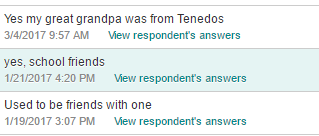 Yes my great grandpa was from Tenedos
3/4/2017 9:57 AM View respondent's answers
yes, school friends
1/21/2017 4:20 PM View respondent's answers
Used to be friends with one
1/19/2017 3:07 PM View respondent's answers